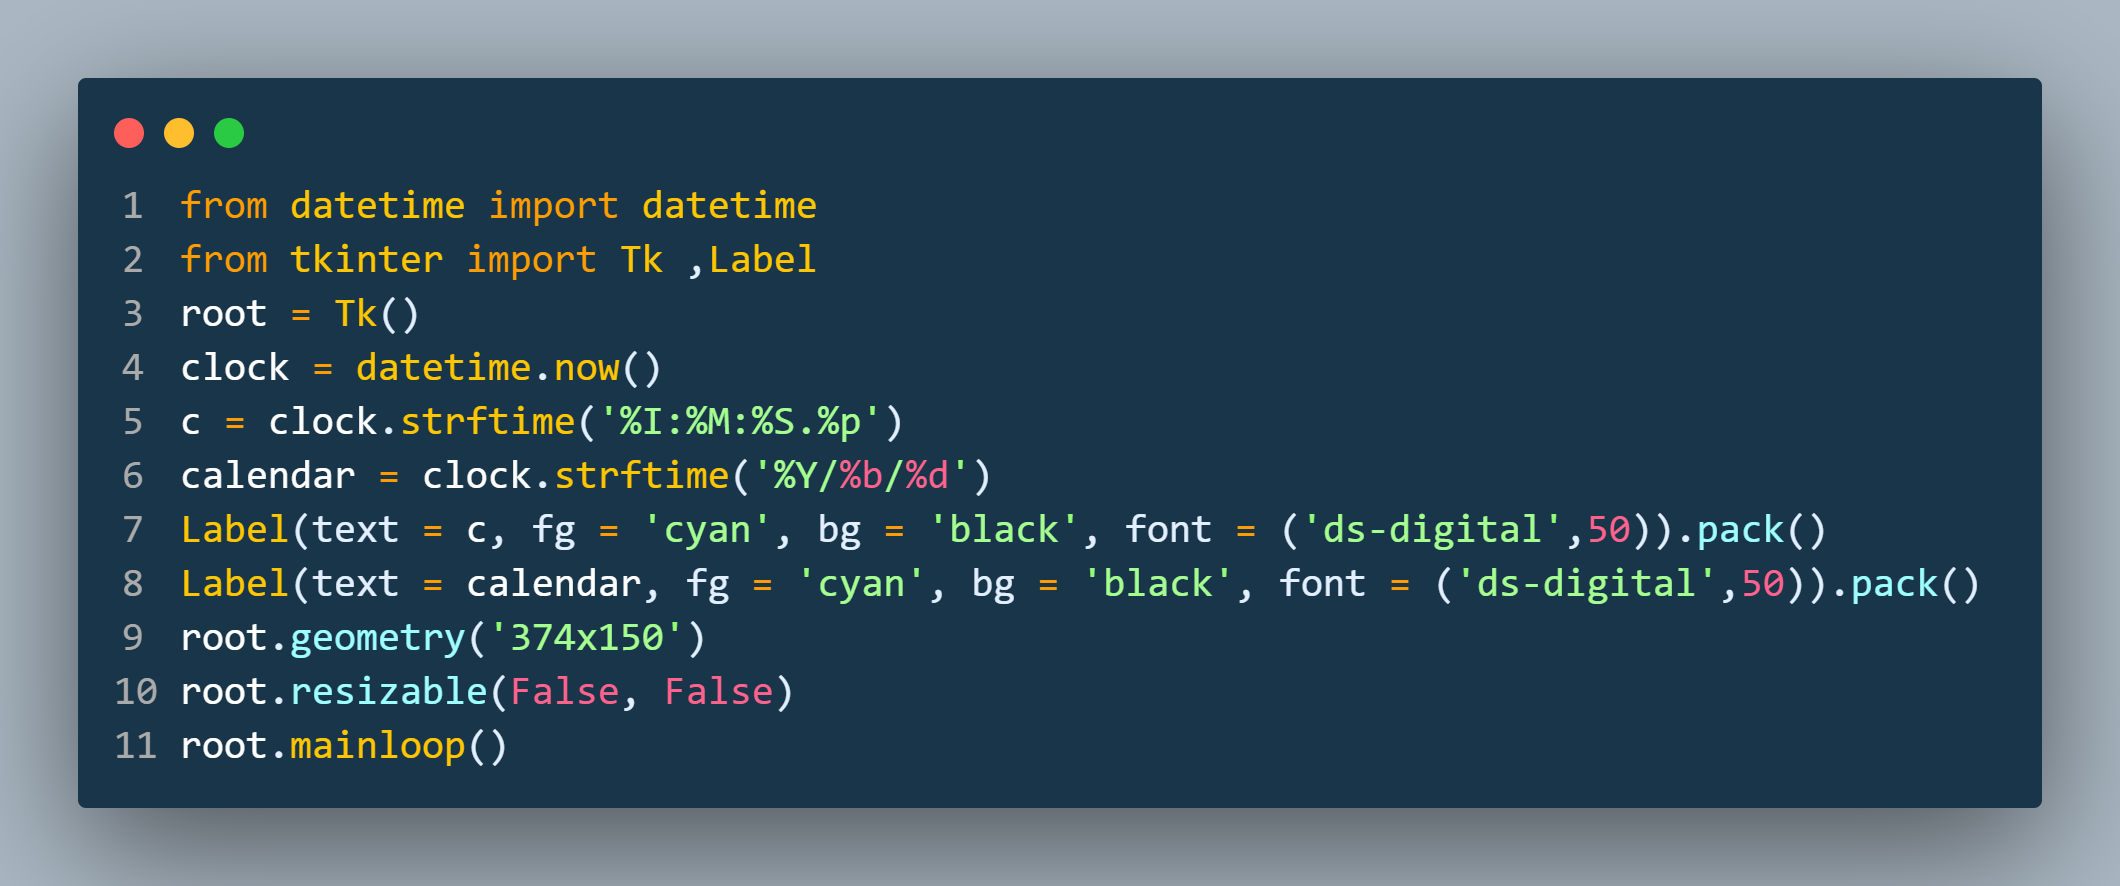 1 from datetime import datetime
2 from tkinter import Tk ,Label
3 root = Tk()
4 clock = datetime.now()
5 c = clock.strftime('%I:%M:%S.%p')
6 calendar = clock.strftime('%Y/%b/%d')
7 Label(text = c, fg = 'cyan', bg = 'black', font = ('ds-digital',50)).pack()
8 Label(text = calendar, fg = 'cyan', bg = 'black', font = ('ds-digital',50)).pack()
9 root.geometry('374x150')
10 root.resizable(False, False)
11 root.mainloop()